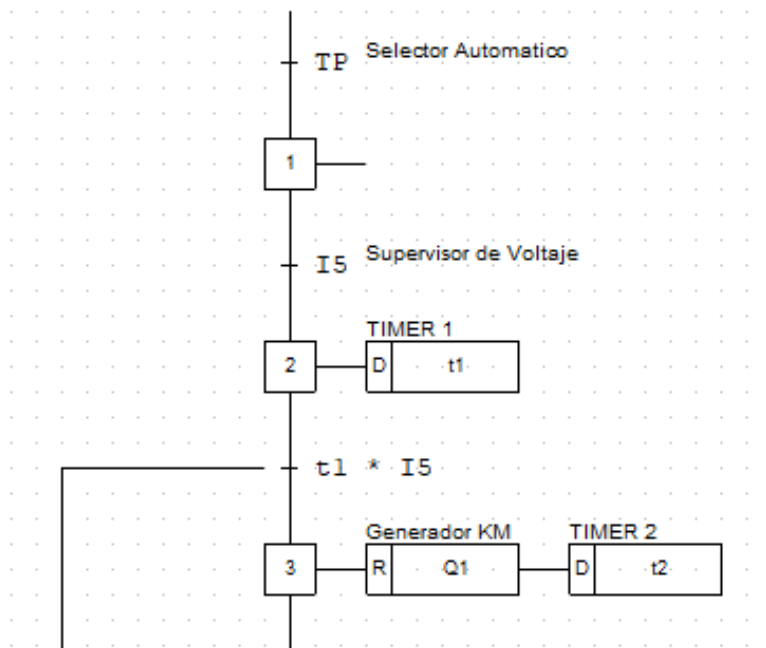 TP Selector Automatico
1
I5 Supervisor de Voltaje
TIMER 1
2 D t1
t1 * I5
Generador KM TIMER 2
3 R Q1 D t2